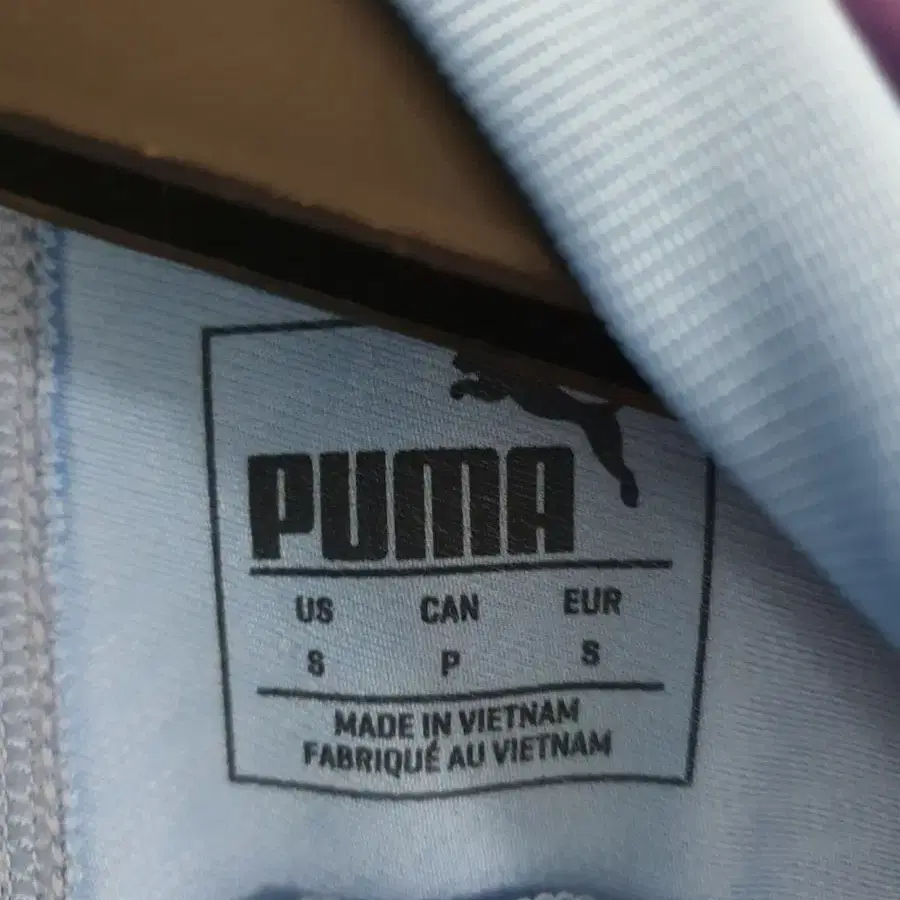 PUMA
US CAN EUR
S P S
MADE IN VIETNAM
FABRIQUÉ AU VIETNAM